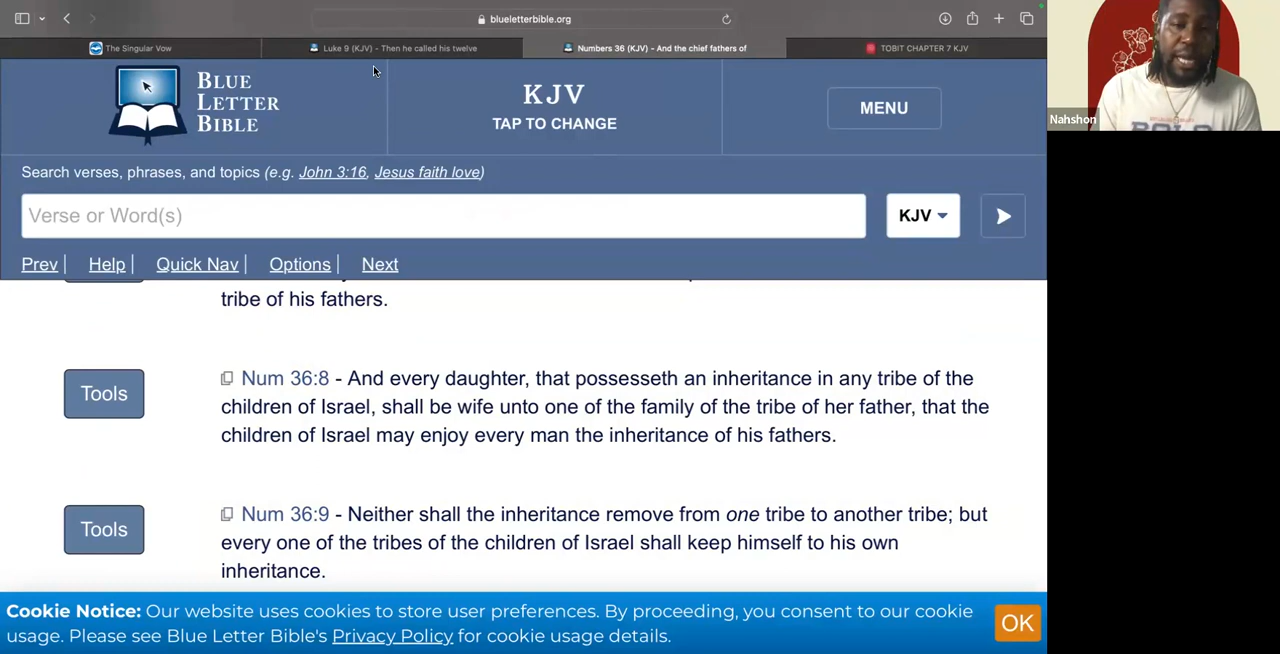 blueletterbible.org
The Singular Vow
Luke 9 (KJV) - Then he called his twelve
Numbers 36 (KJV) - And the chief fathers of
TOBIT CHAPTER 7 KJV
BLUE
LETTER
BIBLE
KJV
TAP TO CHANGE
MENU
Nahshon
Search verses, phrases, and topics (e.g. John 3:16, Jesus faith love)
Verse or Word(s)
KJV
Prev | Help | Quick Nav | Options | Next
tribe of his fathers.
Tools
Num 36:8 - And every daughter, that possesseth an inheritance in any tribe of the
children of Israel, shall be wife unto one of the family of the tribe of her father, that the
children of Israel may enjoy every man the inheritance of his fathers.
Tools
Num 36:9 - Neither shall the inheritance remove from one tribe to another tribe; but
every one of the tribes of the children of Israel shall keep himself to his own
inheritance.
Cookie Notice: Our website uses cookies to store user preferences. By proceeding, you consent to our cookie
usage. Please see Blue Letter Bible's Privacy Policy for cookie usage details.
OK